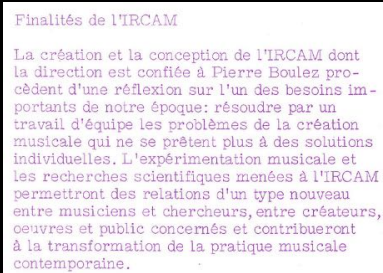 Finalités de l'IRCAM
La création et la conception de l'IRCAM dont
la direction est confiée à Pierre Boulez pro-
cèdent d'une réflexion sur l'un des besoins im-
portants de notre époque: résoudre par un
travail d'équipe les problèmes de la création
musicale qui ne se prêtent plus à des solutions
individuelles. L'expérimentation musicale et
les recherches scientifiques menées à l'IRCAM
permettront des relations d'un type nouveau
entre musiciens et chercheurs, entre créateurs,
oeuvres et public concernés et contribueront
à la transformation de la pratique musicale
contemporaine.